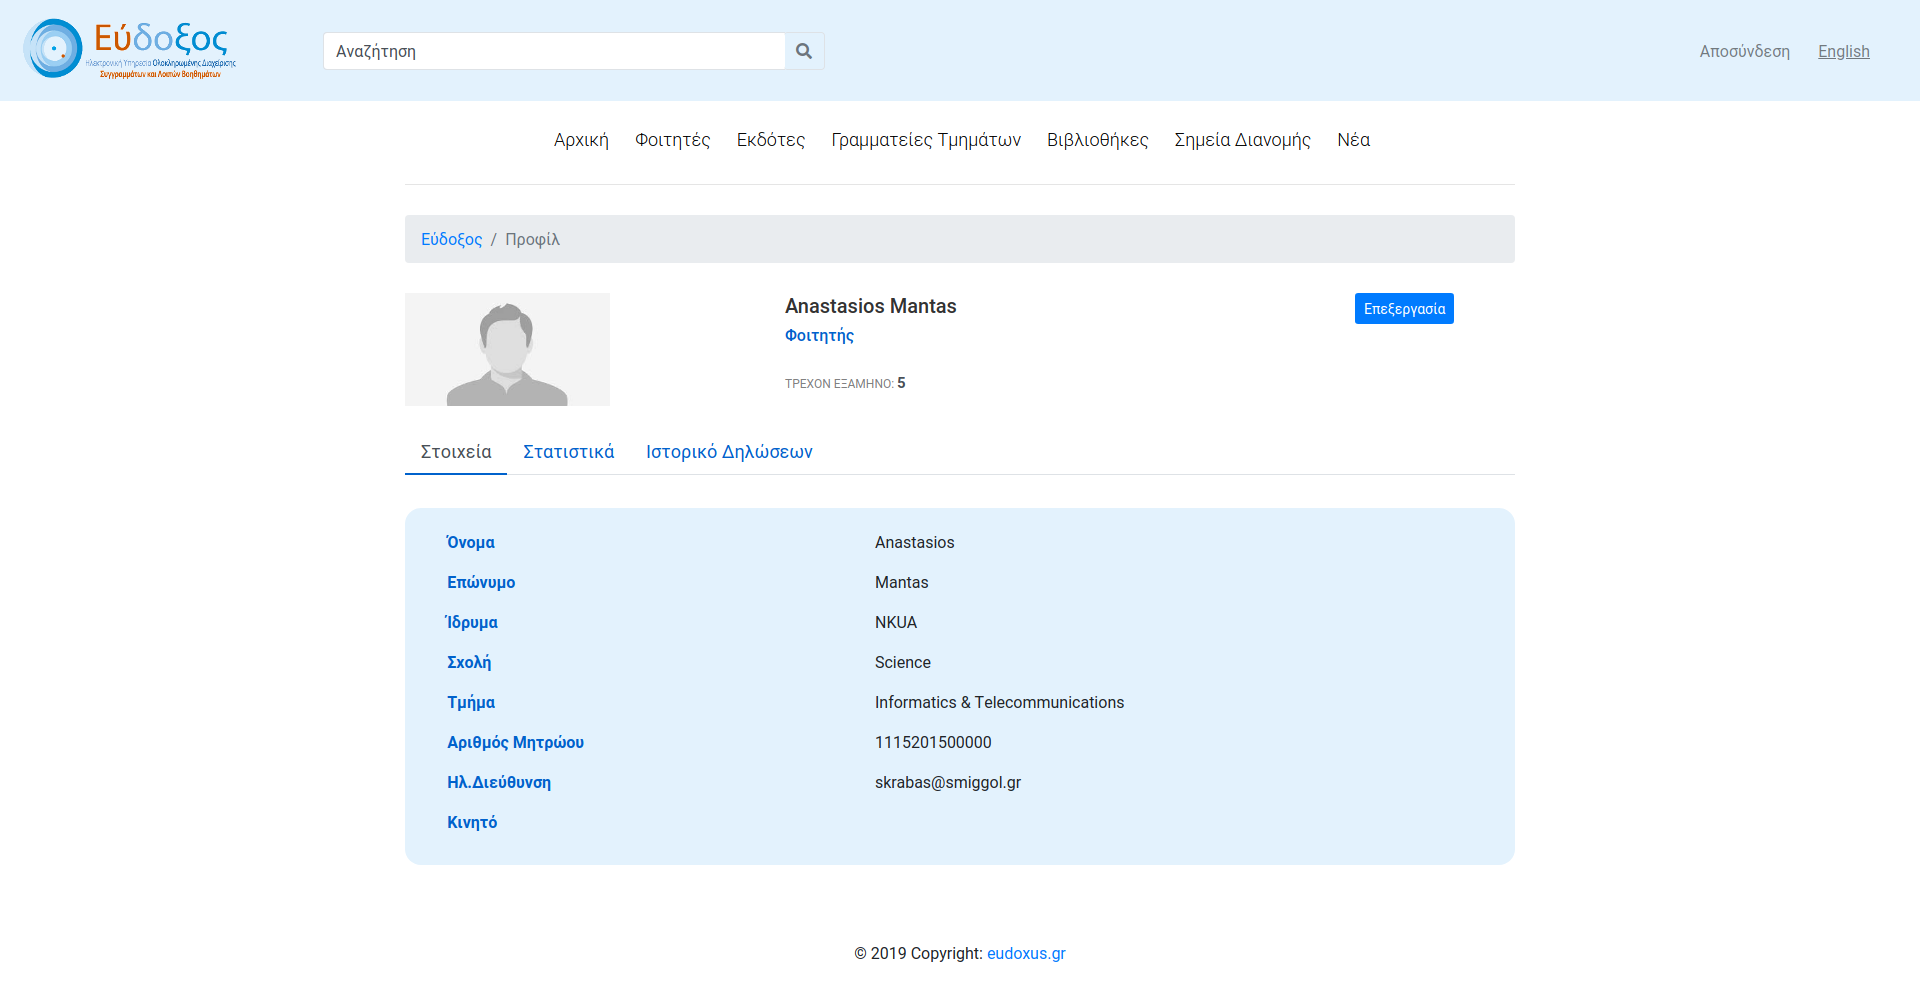 Εύδοξος
Ηλεκτρονική Υπηρεσία Ολοκληρωμένης Διαχείρισης
Συγγραμμάτων και Λοιπών Βοηθημάτων
Αναζήτηση
Αποσύνδεση English
Αρχική Φοιτητές Εκδότες Γραμματείες Τμημάτων Βιβλιοθήκες Σημεία Διανομής Νέα
Εύδοξος / Προφίλ
Anastasios Mantas
Επεξεργασία
Φοιτητής
ΤΡΕΧΟΝ ΕΞΑΜΗΝΟ: 5
Στοιχεία Στατιστικά Ιστορικό Δηλώσεων
Όνομα Anastasios
Επώνυμο Mantas
Ίδρυμα NKUA
Σχολή Science
Τμήμα Informatics & Telecommunications
Αριθμός Μητρώου 1115201500000
Ηλ.Διεύθυνση skrabas@smiggol.gr
Κινητό
© 2019 Copyright: eudoxus.gr